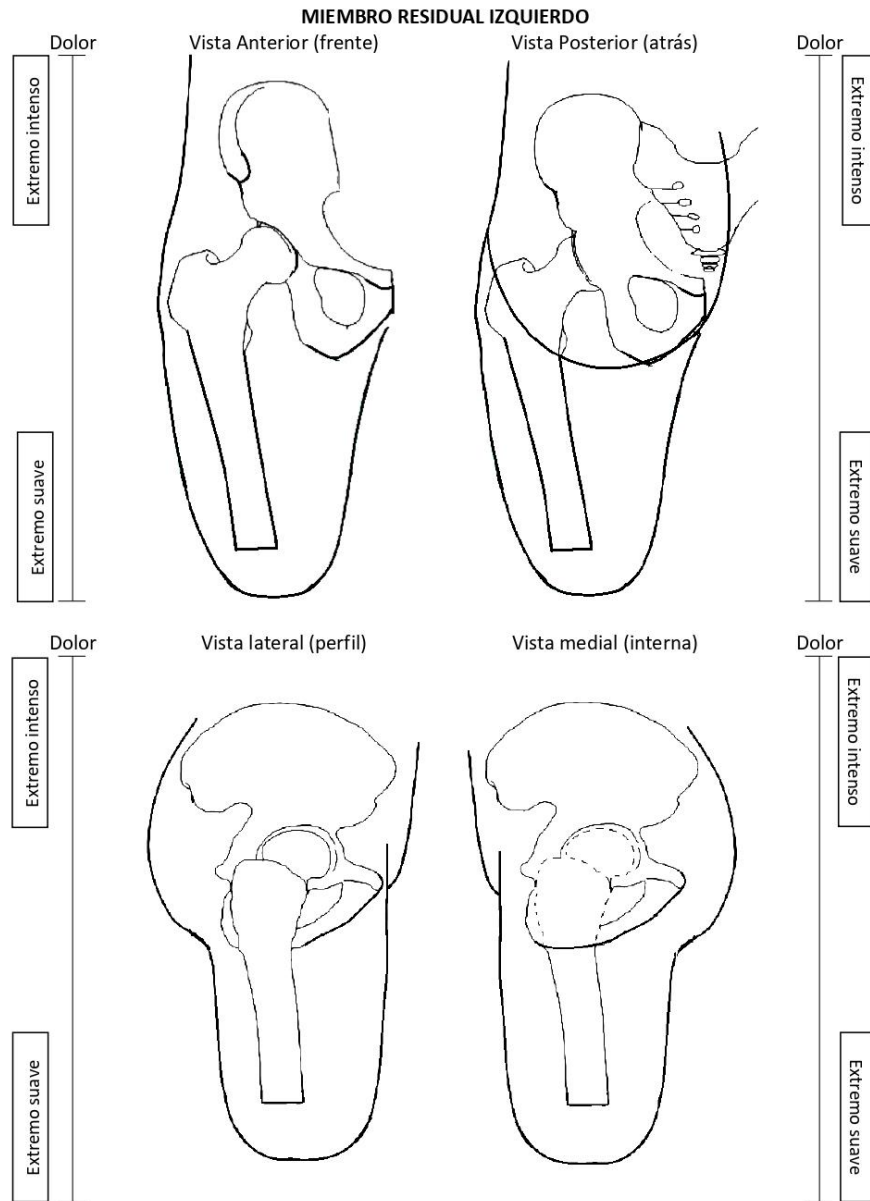 MIEMBRO RESIDUAL IZQUIERDO
Dolor
Vista Anterior (frente)
Vista Posterior (atrás)
Dolor
Extremo intenso
Extremo intenso
Extremo suave
Extremo suave
Dolor
Vista lateral (perfil)
Vista medial (interna)
Dolor
Extremo intenso
Extremo intenso
Extremo suave
Extremo suave